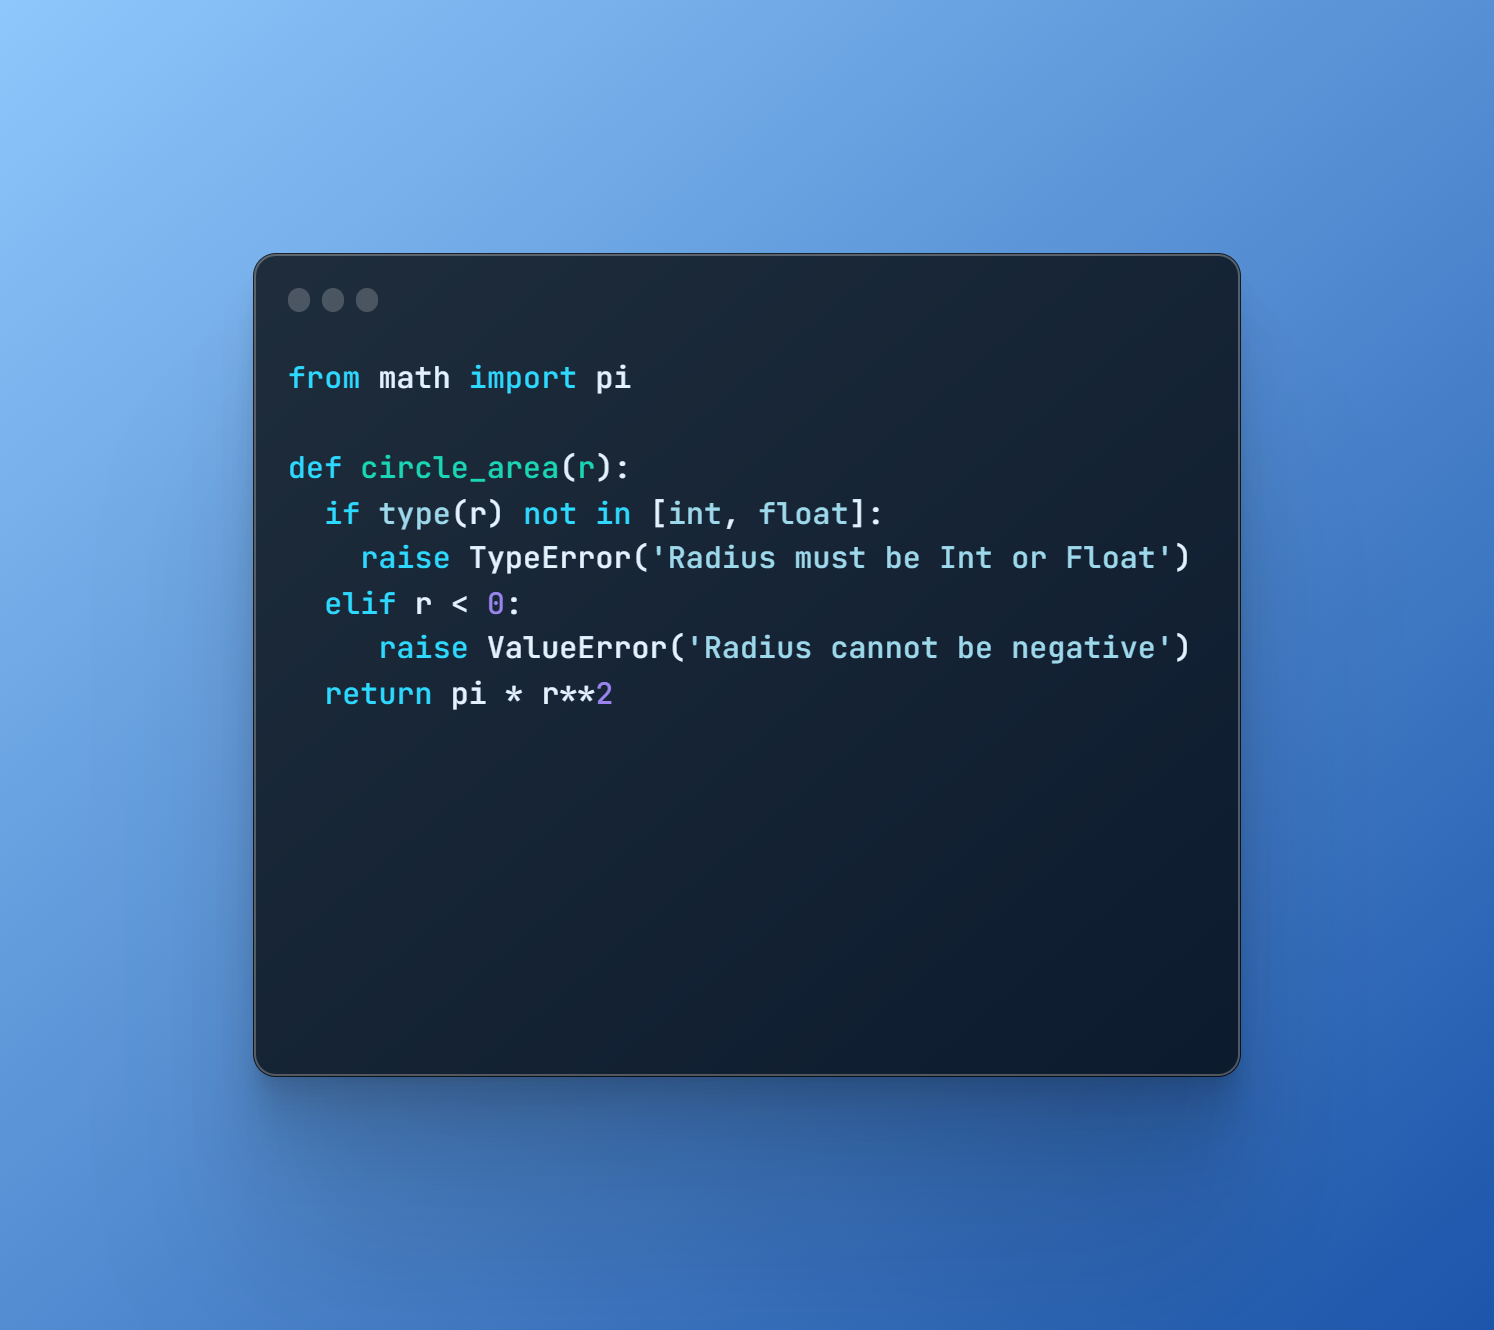 from math import pi

def circle_area(r):
  if type(r) not in [int, float]:
    raise TypeError('Radius must be Int or Float')
  elif r < 0:
     raise ValueError('Radius cannot be negative')
  return pi * r**2